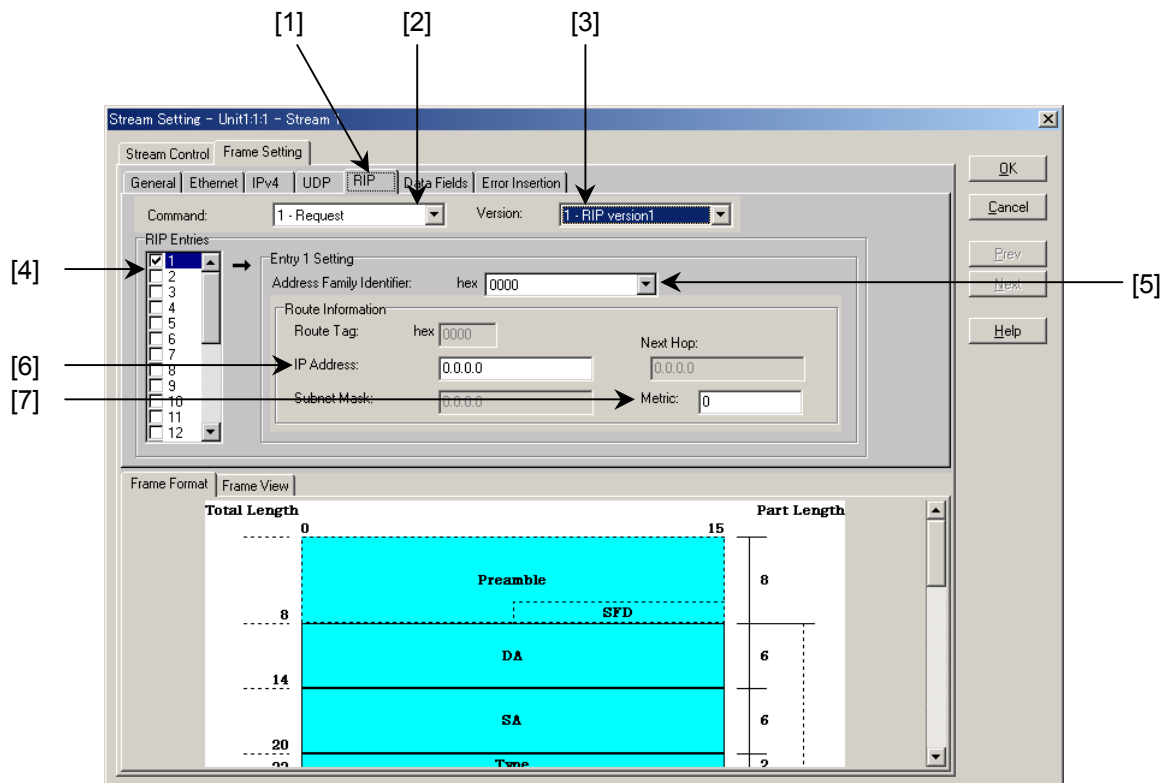 [1] [2] [3]
Stream Setting - Unit1:1:1 - Stream 1
Stream Control Frame Setting
OK
General Ethernet IPv4 UDP RIP Data Fields Error Insertion
Command: 1 - Request Version: 1 - RIP version1
Cancel
RIP Entries
[4]
1
2
3
4
5
6
7
8
9
10
11
12
Entry 1 Setting
Address Family Identifier: hex 0000
[5]
Prev
Next
Help
Route Information
Route Tag: hex 0000
Next Hop:
0.0.0.0
[6]
IP Address: 0.0.0.0
[7]
Subnet Mask: 0.0.0.0
Metric: 0
Frame Format Frame View
Total Length Part Length
0 15
Preamble 8
8 SFD
DA 6
14
SA 6
20
22 Type 2